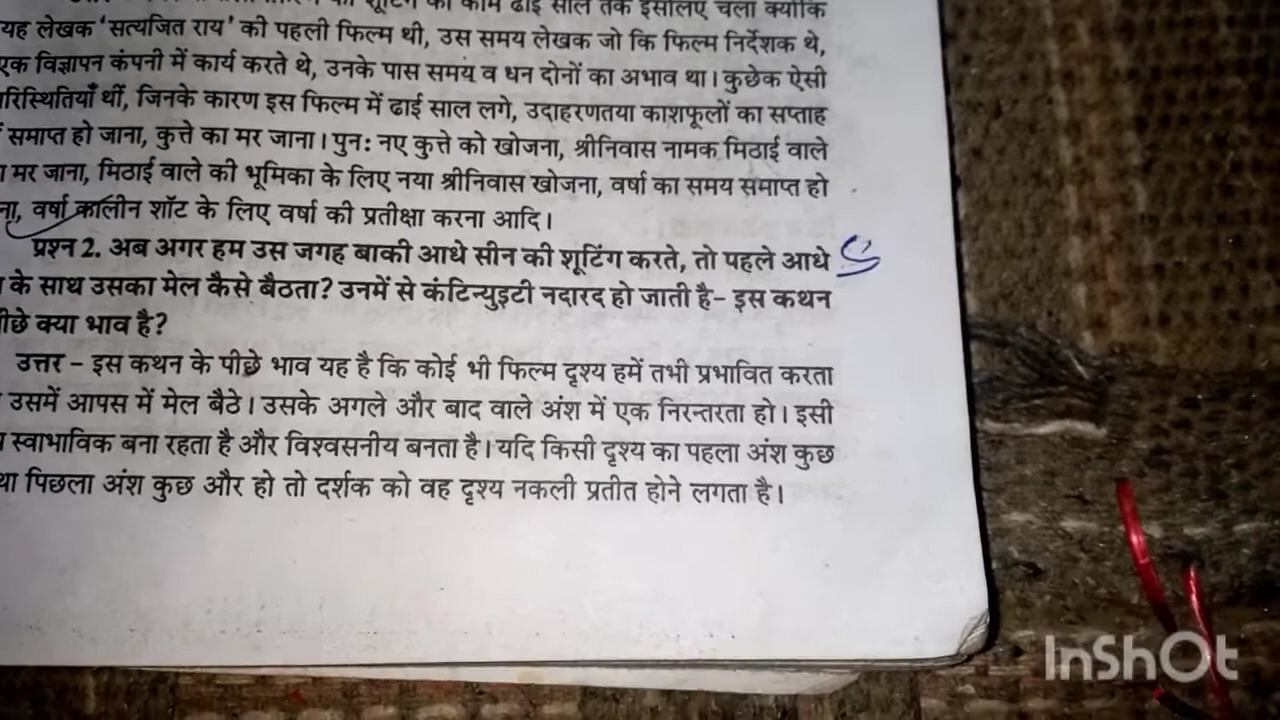 शूटिंग का काम ढाई साल तक इसलिए चला क्योंकि
यह लेखक 'सत्यजित राय' की पहली फिल्म थी, उस समय लेखक जो कि फिल्म निर्देशक थे,
एक विज्ञापन कंपनी में कार्य करते थे, उनके पास समय व धन दोनों का अभाव था। कुछेक ऐसी
रिस्थितियाँ थीं, जिनके कारण इस फिल्म में ढाई साल लगे, उदाहरणतया काशफूलों का सप्ताह
समाप्त हो जाना, कुत्ते का मर जाना। पुन: नए कुत्ते को खोजना, श्रीनिवास नामक मिठाई वाले
मर जाना, मिठाई वाले की भूमिका के लिए नया श्रीनिवास खोजना, वर्षा का समय समाप्त हो
ना, वर्षा कालीन शॉट के लिए वर्षा की प्रतीक्षा करना आदि।
प्रश्न 2. अब अगर हम उस जगह बाकी आधे सीन की शूटिंग करते, तो पहले आधे
के साथ उसका मेल कैसे बैठता? उनमें से कंटिन्युइटी नदारद हो जाती है- इस कथन
ीछे क्या भाव है?
उत्तर - इस कथन के पीछे भाव यह है कि कोई भी फिल्म दृश्य हमें तभी प्रभावित करता
उसमें आपस में मेल बैठे। उसके अगले और बाद वाले अंश में एक निरन्तरता हो। इसी
स्वाभाविक बना रहता है और विश्वसनीय बनता है। यदि किसी दृश्य का पहला अंश कुछ
था पिछला अंश कुछ और हो तो दर्शक को वह दृश्य नकली प्रतीत होने लगता है।
InShOt